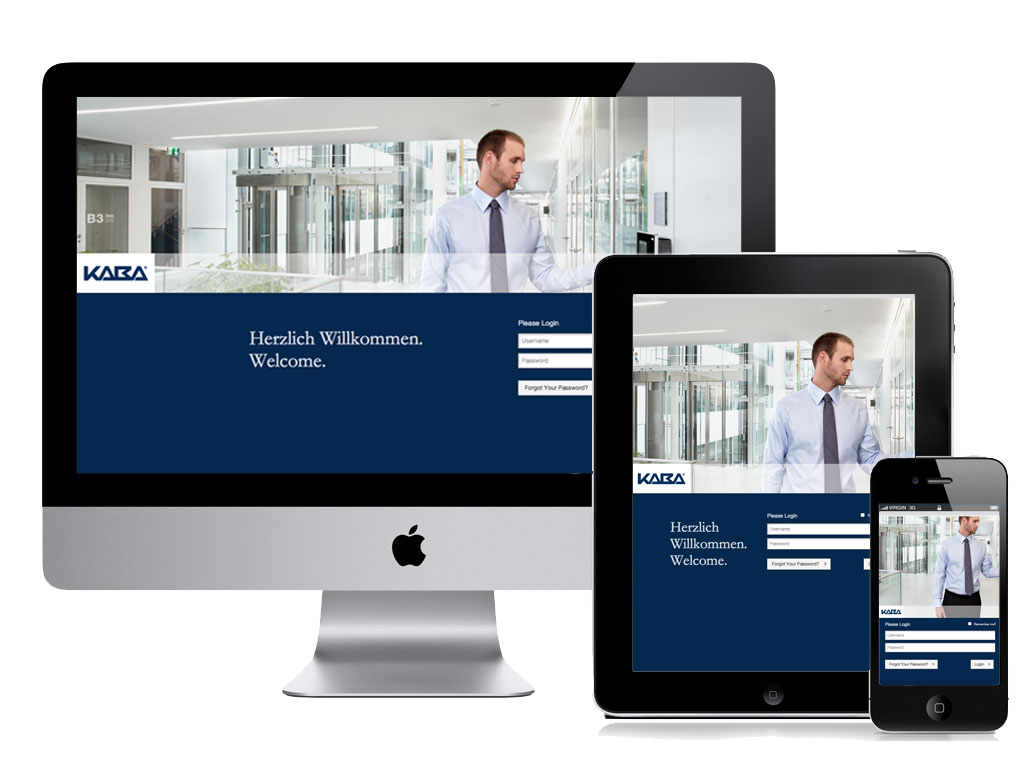 B3
KABA®
Herzlich Willkommen.
Welcome.
Please Login
Username
Password
Forgot Your Password?
KABA®
Herzlich
Willkommen.
Welcome.
Please Login
Username
Password
Forgot Your Password? >
VIRGIN 3G
KABA®
Please Login
Remember me?
Username
Password
Forgot Your Password? >
Login >